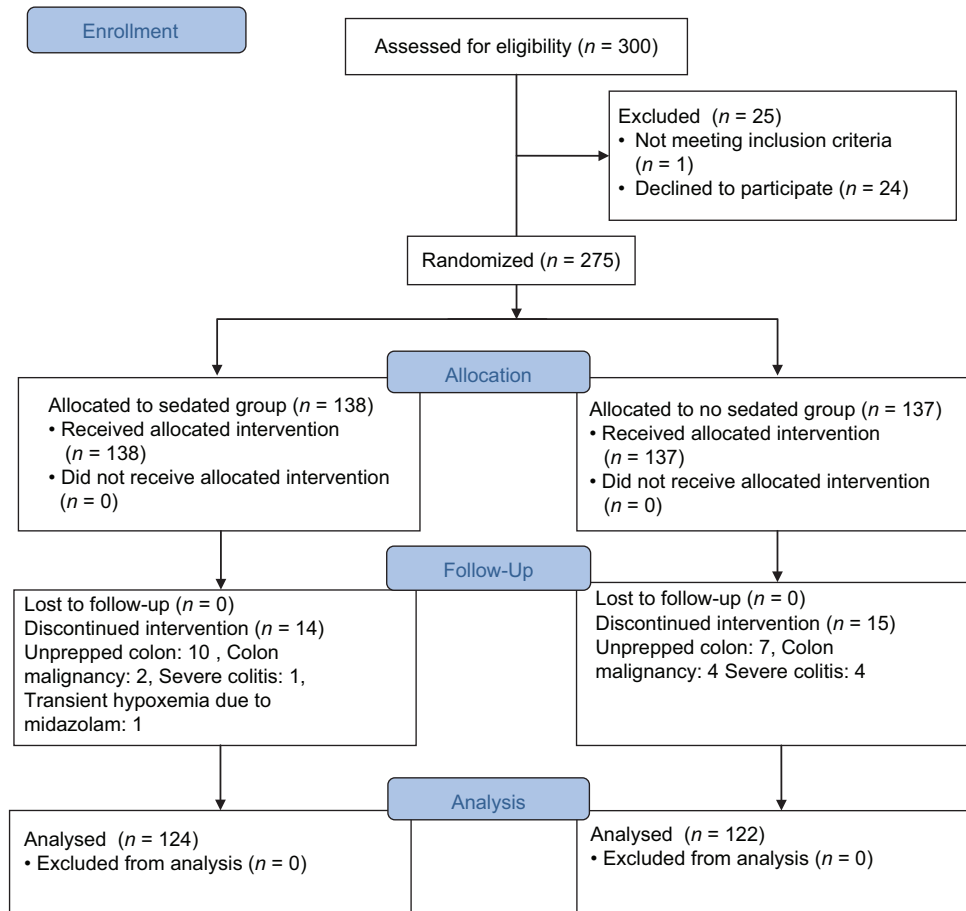 Enrollment
Assessed for eligibility (n = 300)
Excluded (n = 25)
• Not meeting inclusion criteria
(n = 1)
• Declined to participate (n = 24)
Randomized (n = 275)
Allocation
Allocated to sedated group (n = 138)
• Received allocated intervention
(n = 138)
• Did not receive allocated intervention
(n = 0)
Allocated to no sedated group (n = 137)
• Received allocated intervention
(n = 137)
• Did not receive allocated intervention
(n = 0)
Follow-Up
Lost to follow-up (n = 0)
Discontinued intervention (n = 14)
Unprepped colon: 10 , Colon
malignancy: 2, Severe colitis: 1,
Transient hypoxemia due to
midazolam: 1
Lost to follow-up (n = 0)
Discontinued intervention (n = 15)
Unprepped colon: 7, Colon
malignancy: 4 Severe colitis: 4
Analysis
Analysed (n = 124)
• Excluded from analysis (n = 0)
Analysed (n = 122)
• Excluded from analysis (n = 0)